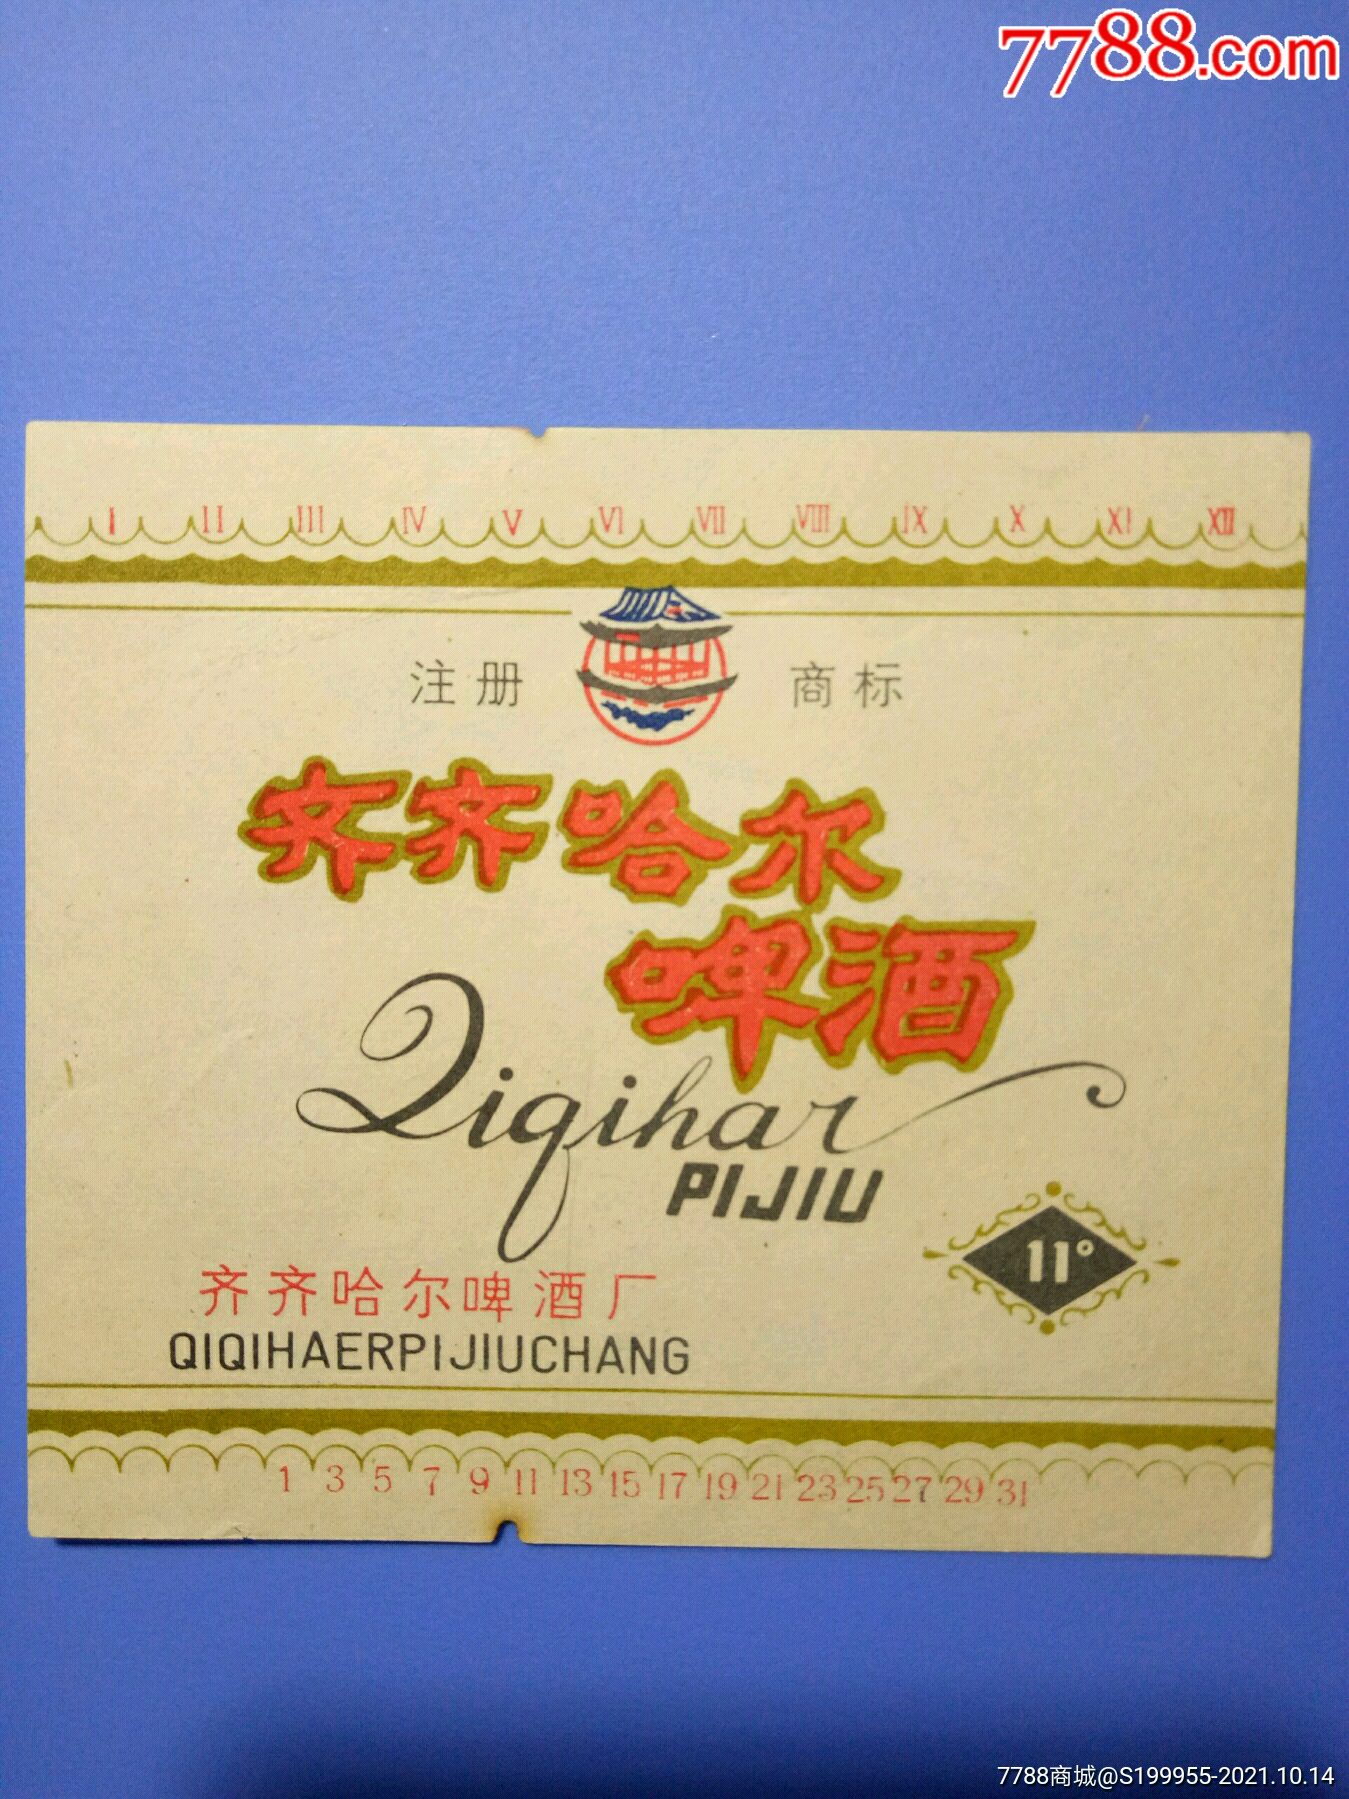 7788.com
I II III IV V VI VII VIII IX X XI XII
注册 商标
齐齐哈尔
啤酒
Qiqihar
PIJIU
11°
齐齐哈尔啤酒厂
QIQIHAERPIJIUCHANG
1 3 5 7 9 11 13 15 17 19 21 23 25 27 29 31
7788商城@S199955-2021.10.14